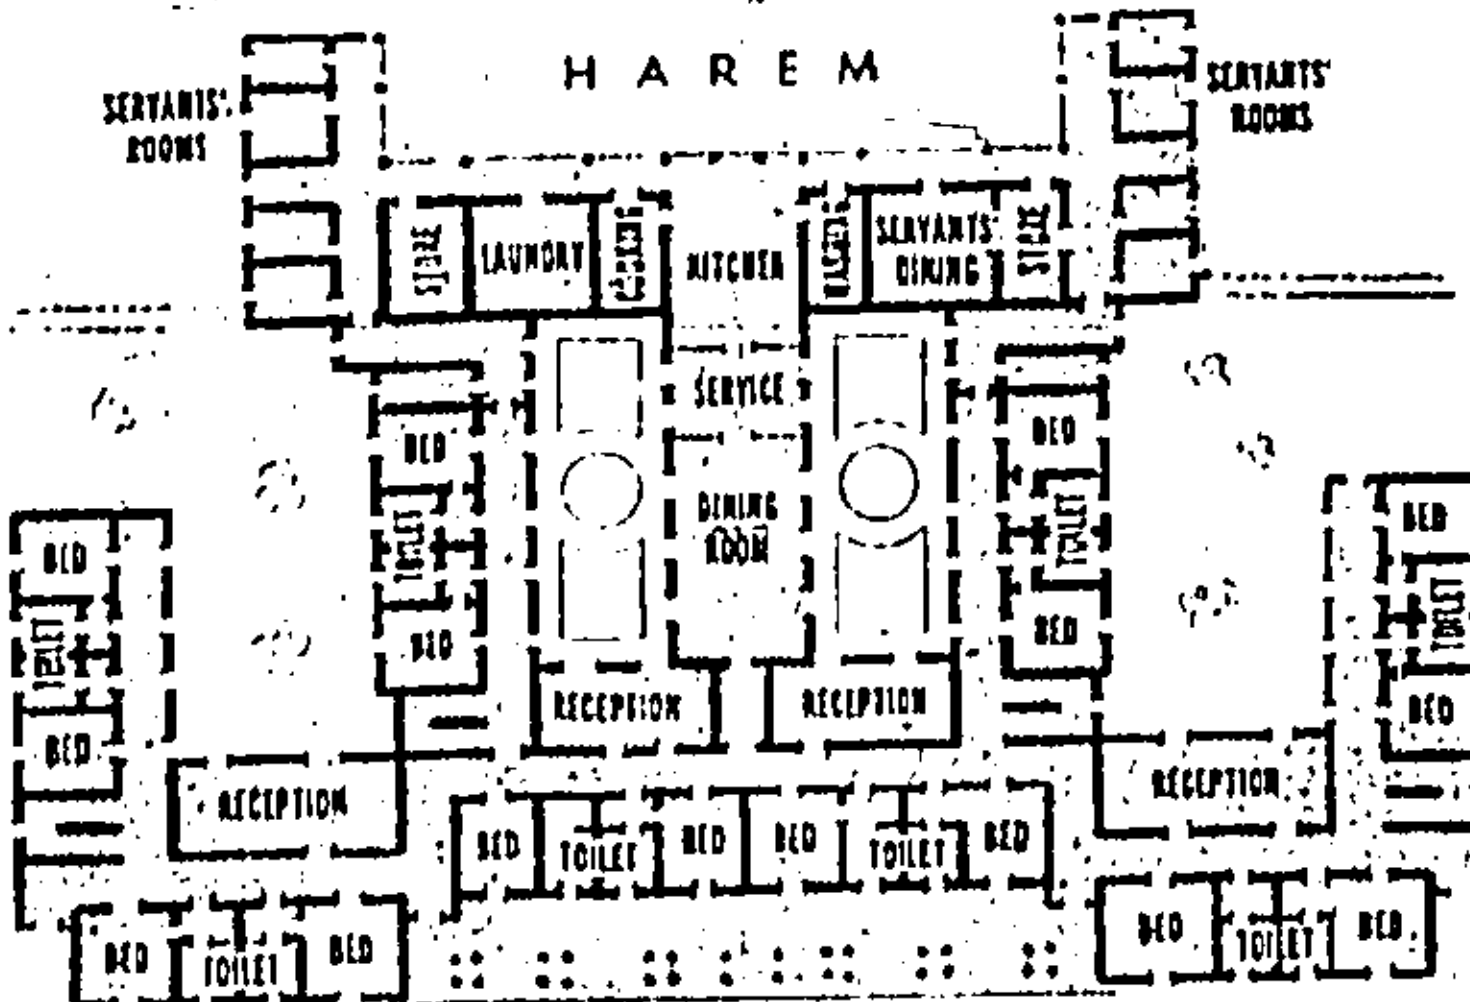 HAREM
SERVANTS'
ROOMS
SERVANTS'
ROOMS
STORE
LAUNDRY
KITCHEN
SERVANTS'
DINING
STORE
SERVICE
BED
BED
DINING
ROOM
TOILET
TOILET
BED
BED
BED
BED
TOILET
TOILET
BED
BED
RECEPTION
RECEPTION
RECEPTION
RECEPTION
BED
TOILET
BED
BED
TOILET
BED
BED
TOILET
BED
BED
TOILET
BED